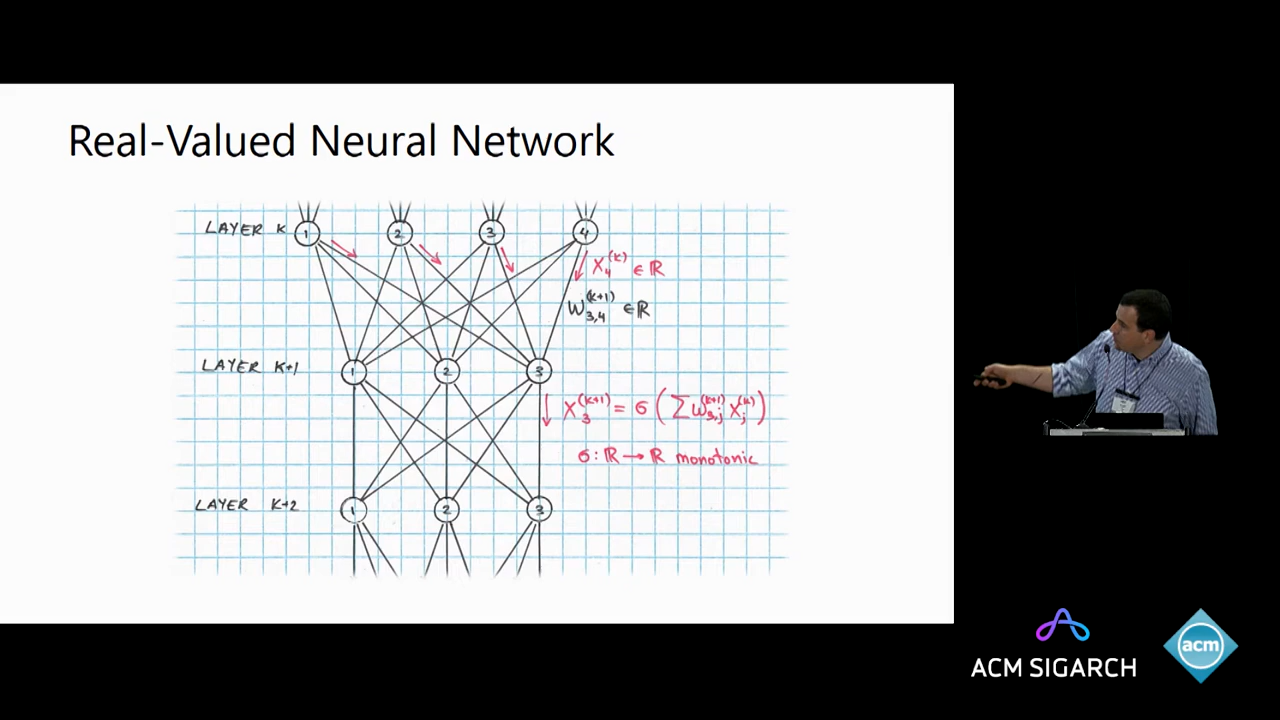 Real-Valued Neural Network
LAYER K
1 2 3 4
X₄⁽ᵏ⁾ ∈ ℝ
W₃,₄⁽ᵏ⁺¹⁾ ∈ ℝ
LAYER K+1
1 2 3
X₃⁽ᵏ⁺¹⁾ = σ ( ∑ W₃,ⱼ⁽ᵏ⁺¹⁾ Xⱼ⁽ᵏ⁾ )
σ : ℝ → ℝ monotonic
LAYER K+2
1 2 3
ACM SIGARCH
acm